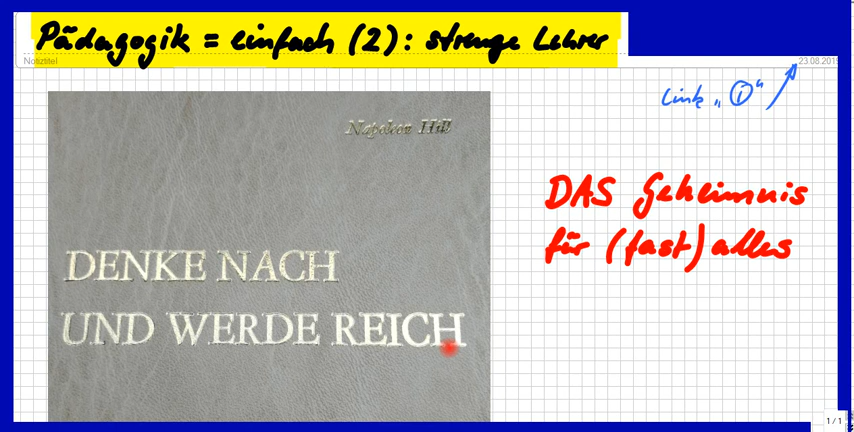 Pädagogik = einfach (2): strenge Lehrer
Notiztitel
23.08.2019
Link „①“
Napoleon Hill
DAS Geheimnis
für (fast) alles
DENKE NACH
UND WERDE REICH
1 / 1